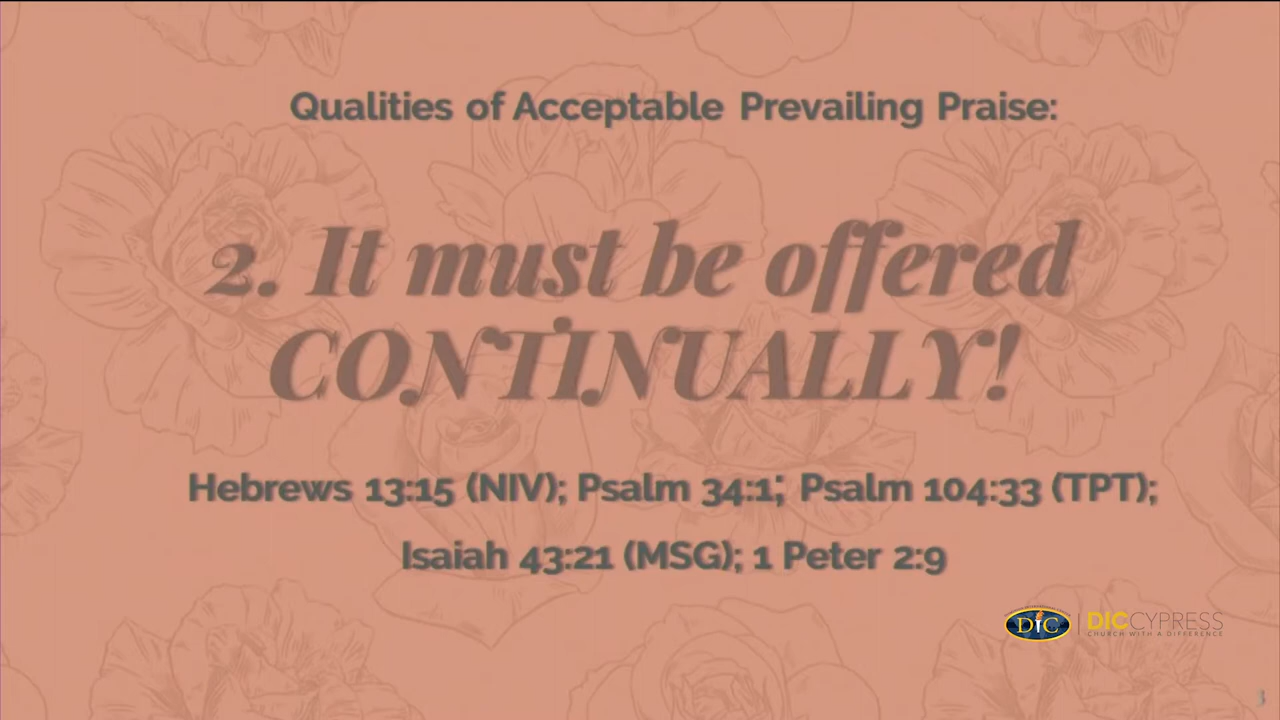 Qualities of Acceptable Prevailing Praise:
2. It must be offered
CONTINUALLY!
Hebrews 13:15 (NIV); Psalm 34:1; Psalm 104:33 (TPT);
Isaiah 43:21 (MSG); 1 Peter 2:9
DIC DICCYPRESS
CHURCH WITH A DIFFERENCE
3